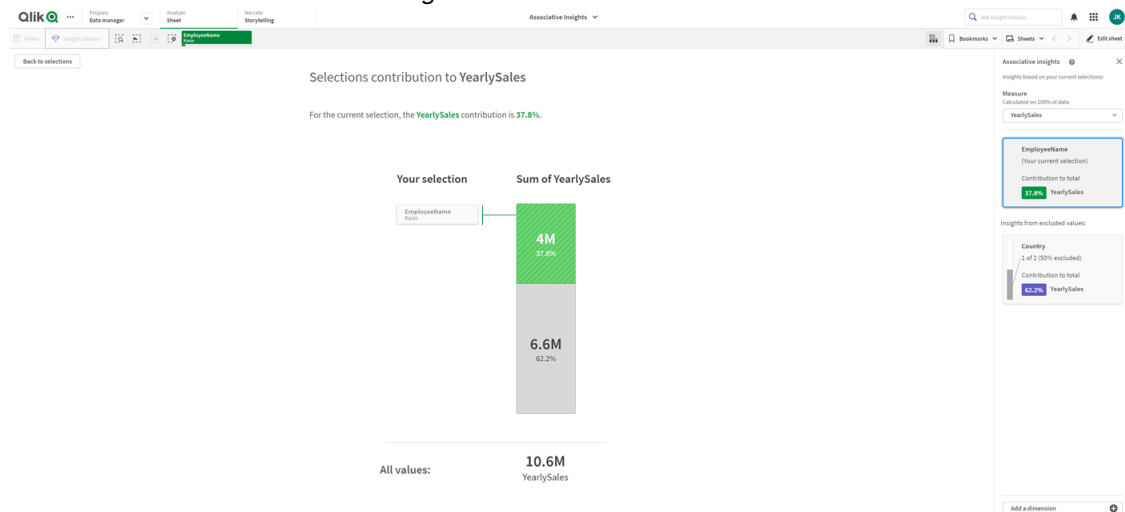 Qlik
Prepare
Data manager
Analyze
Sheet
Narrate
Storytelling
Associative Insights
Ask Insight Advisor
JK
Notes
Insight Advisor
EmployeeName
Kasie
Bookmarks
Sheets
Edit sheet
Back to selections
Selections contribution to YearlySales
For the current selection, the YearlySales contribution is 37.8%.
Your selection
Sum of YearlySales
EmployeeName
4M
37.8%
6.6M
62.2%
All values:
10.6M
YearlySales
Associative insights
Insights based on your current selections:
Measure
Calculated on 100% of data
YearlySales
EmployeeName
(Your current selection)
Contribution to total
37.8% YearlySales
Insights from excluded values:
Country
1 of 2 (50% excluded)
Contribution to total
62.2% YearlySales
Add a dimension